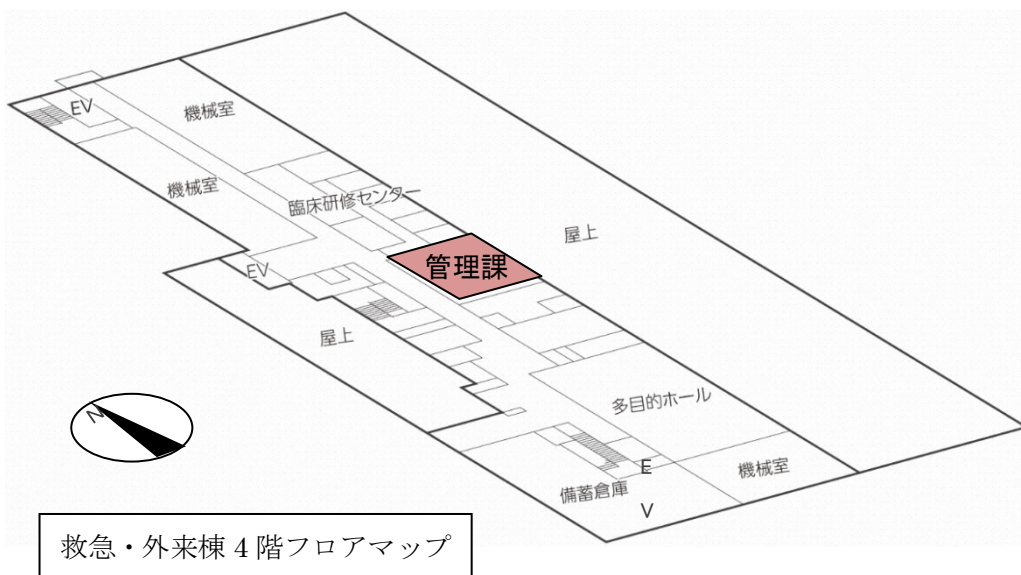 EV
機械室
機械室
臨床研修センター
管理課
屋上
EV
屋上
多目的ホール
N
E
V
機械室
備蓄倉庫
救急・外来棟 4 階フロアマップ